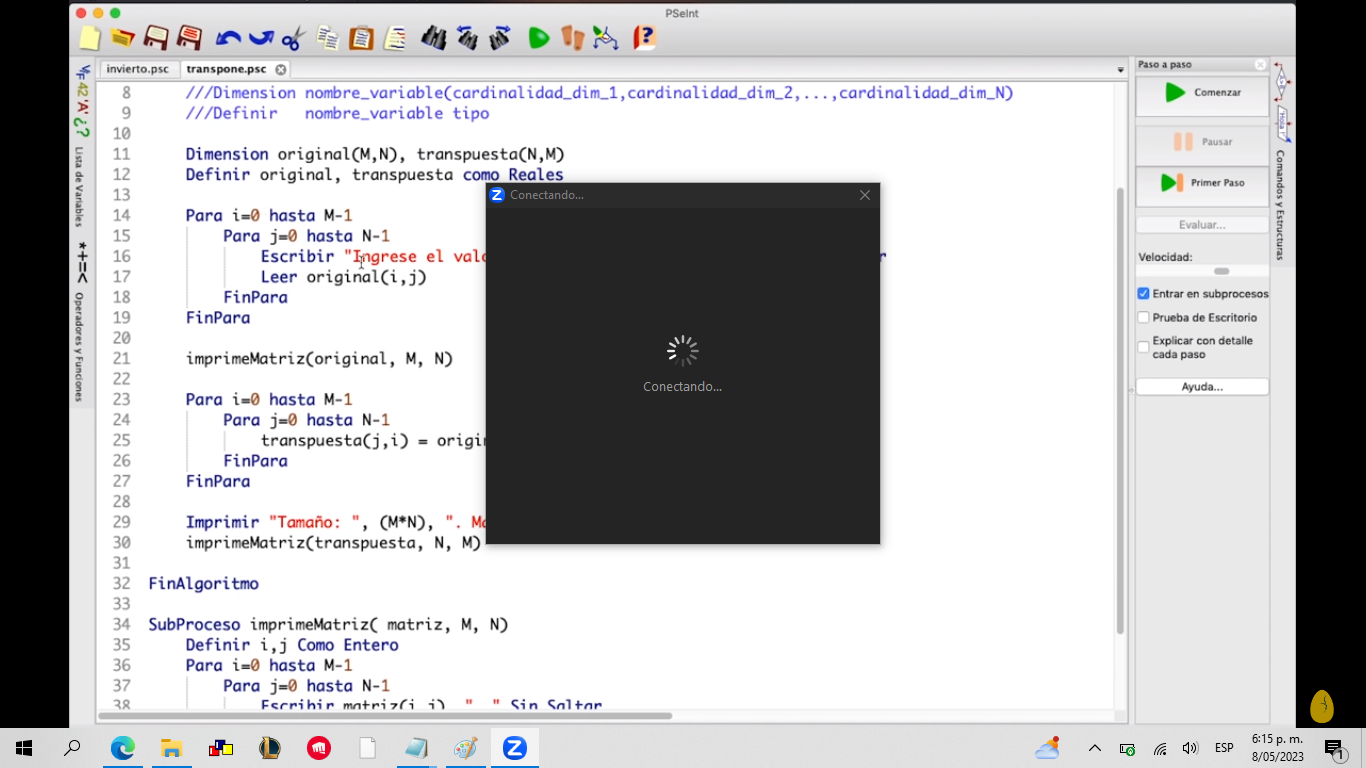 PSeInt
invierto.psc
transpone.psc
Lista de Variables
Operadores y Funciones
8 ///Dimension nombre_variable(cardinalidad_dim_1,cardinalidad_dim_2,...,cardinalidad_dim_N)
9 ///Definir nombre_variable tipo
10
11 Dimension original(M,N), transpuesta(N,M)
12 Definir original, transpuesta como Reales
13
14 Para i=0 hasta M-1
15 Para j=0 hasta N-1
16 Escribir "Ingrese el valo
17 Leer original(i,j)
18 FinPara
19 FinPara
20
21 imprimeMatriz(original, M, N)
22
23 Para i=0 hasta M-1
24 Para j=0 hasta N-1
25 transpuesta(j,i) = origi
26 FinPara
27 FinPara
28
29 Imprimir "Tamaño: ", (M*N), ". Ma
30 imprimeMatriz(transpuesta, N, M)
31
32 FinAlgoritmo
33
34 SubProceso imprimeMatriz( matriz, M, N)
35 Definir i,j Como Entero
36 Para i=0 hasta M-1
37 Para j=0 hasta N-1
38 Escribir matriz(i,j), " " Sin Saltar
Conectando...
Conectando...
Paso a paso
Comenzar
Pausar
Primer Paso
Evaluar...
Velocidad:
Entrar en subprocesos
Prueba de Escritorio
Explicar con detalle
cada paso
Ayuda...
Comandos y Estructuras
ESP
6:15 p. m.
8/05/2023
1